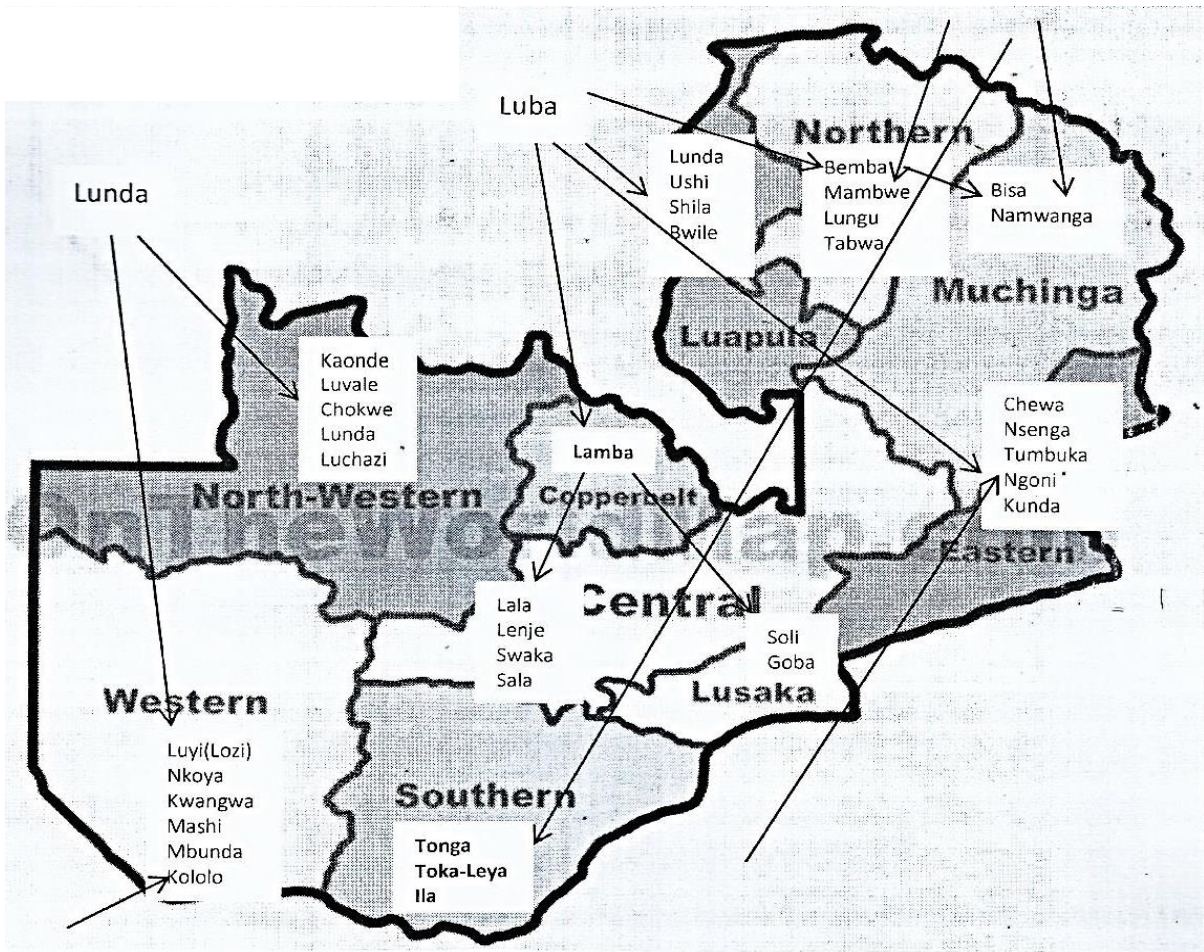 Luba
Lunda
Northern
Lunda
Ushi
Shila
Bwile
Bemba
Mambwe
Lungu
Tabwa
Bisa
Namwanga
Muchinga
Luapula
Kaonde
Luvale
Chokwe
Lunda
Luchazi
North-Western
Lamba
Copperbelt
Chewa
Nsenga
Tumbuka
Ngoni
Kunda
Eastern
Lala
Lenje
Swaka
Sala
Central
Soli
Goba
Lusaka
Western
Luyi(Lozi)
Nkoya
Kwangwa
Mashi
Mbunda
Kololo
Southern
Tonga
Toka-Leya
Ila